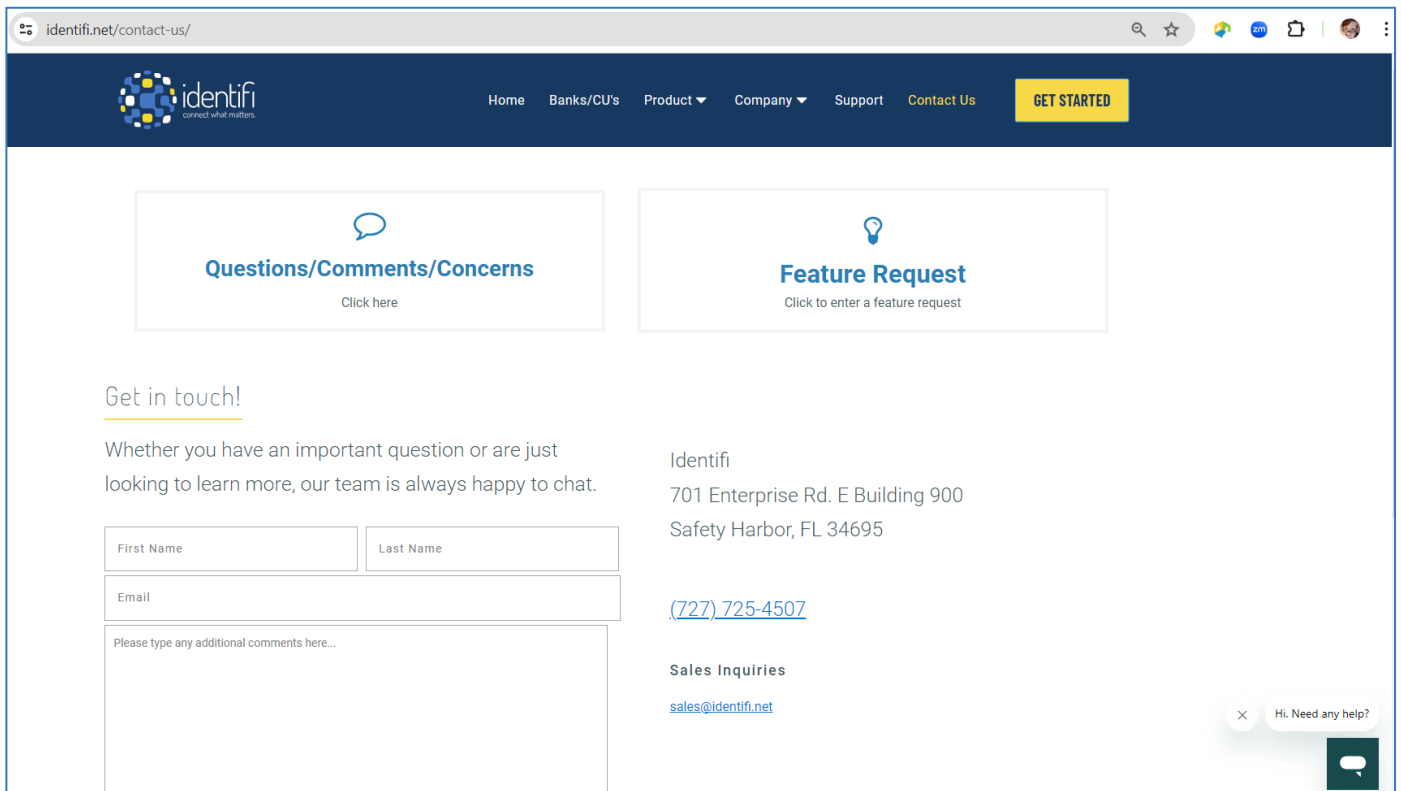 identifi.net/contact-us/
zm
identifi
connect what matters.
Home Banks/CU's Product Company Support Contact Us GET STARTED
Questions/Comments/Concerns
Click here
Feature Request
Click to enter a feature request
Get in touch!
Whether you have an important question or are just
looking to learn more, our team is always happy to chat.
First Name Last Name
Email
Please type any additional comments here...
Identifi
701 Enterprise Rd. E Building 900
Safety Harbor, FL 34695
(727) 725-4507
Sales Inquiries
sales@identifi.net
Hi. Need any help?